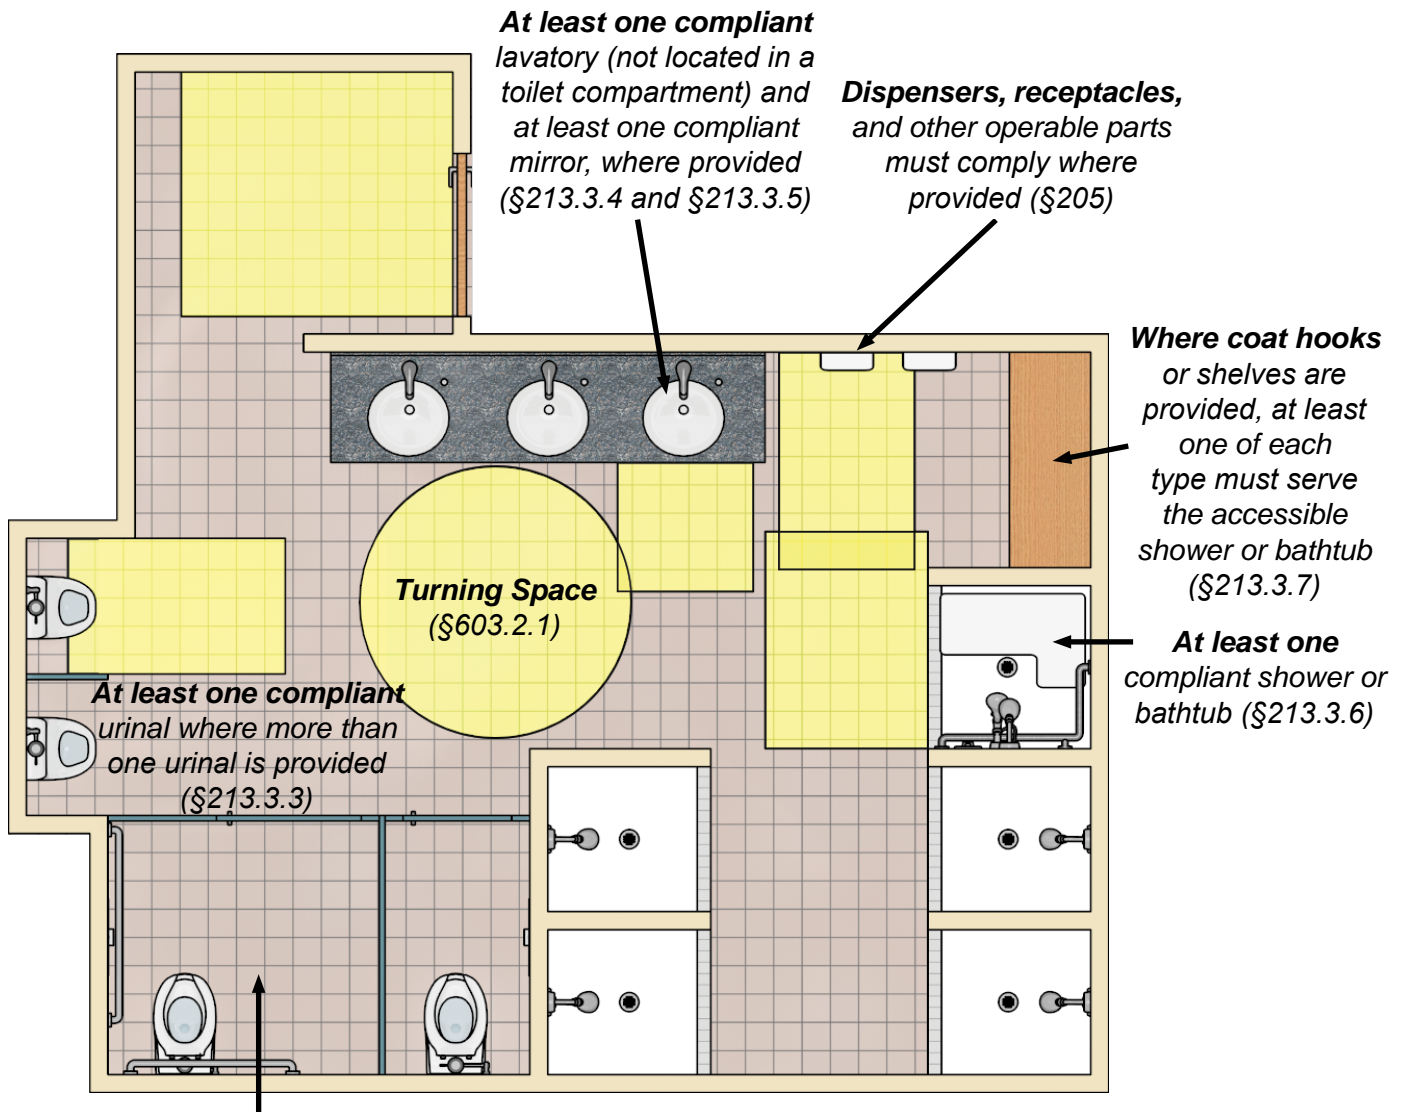 At least one compliant
lavatory (not located in a
toilet compartment) and
at least one compliant
mirror, where provided
(§213.3.4 and §213.3.5)
Dispensers, receptacles,
and other operable parts
must comply where
provided (§205)
Where coat hooks
or shelves are
provided, at least
one of each
type must serve
the accessible
shower or bathtub
(§213.3.7)
Turning Space
(§603.2.1)
At least one
compliant shower or
bathtub (§213.3.6)
At least one compliant
urinal where more than
one urinal is provided
(§213.3.3)